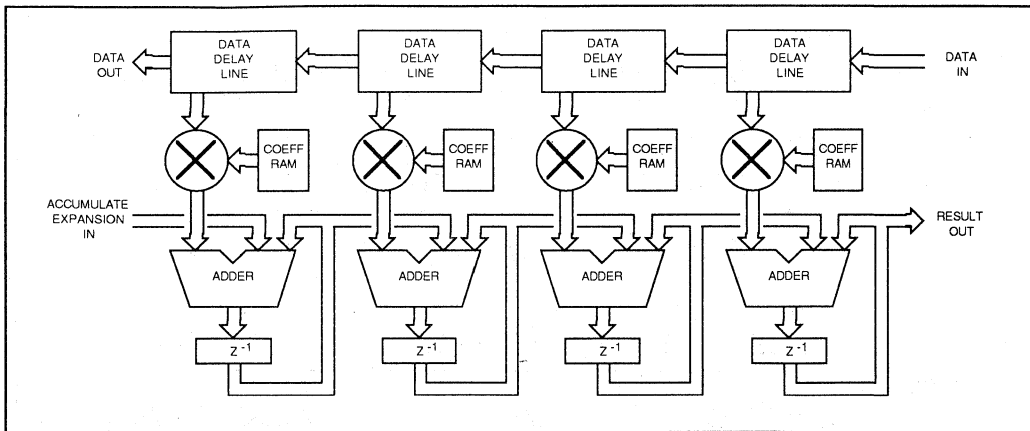 DATA
OUT
DATA
DELAY
LINE
DATA
DELAY
LINE
DATA
DELAY
LINE
DATA
DELAY
LINE
DATA
IN
COEFF
RAM
COEFF
RAM
COEFF
RAM
COEFF
RAM
ACCUMULATE
EXPANSION
IN
RESULT
OUT
ADDER
ADDER
ADDER
ADDER
Z⁻¹
Z⁻¹
Z⁻¹
Z⁻¹